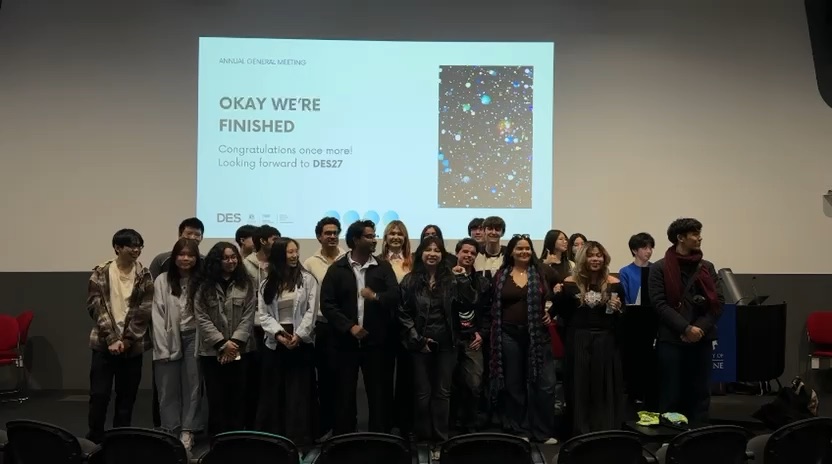 ANNUAL GENERAL MEETING
OKAY WE'RE
FINISHED
Congratulations once more!
Looking forward to DES27
DES